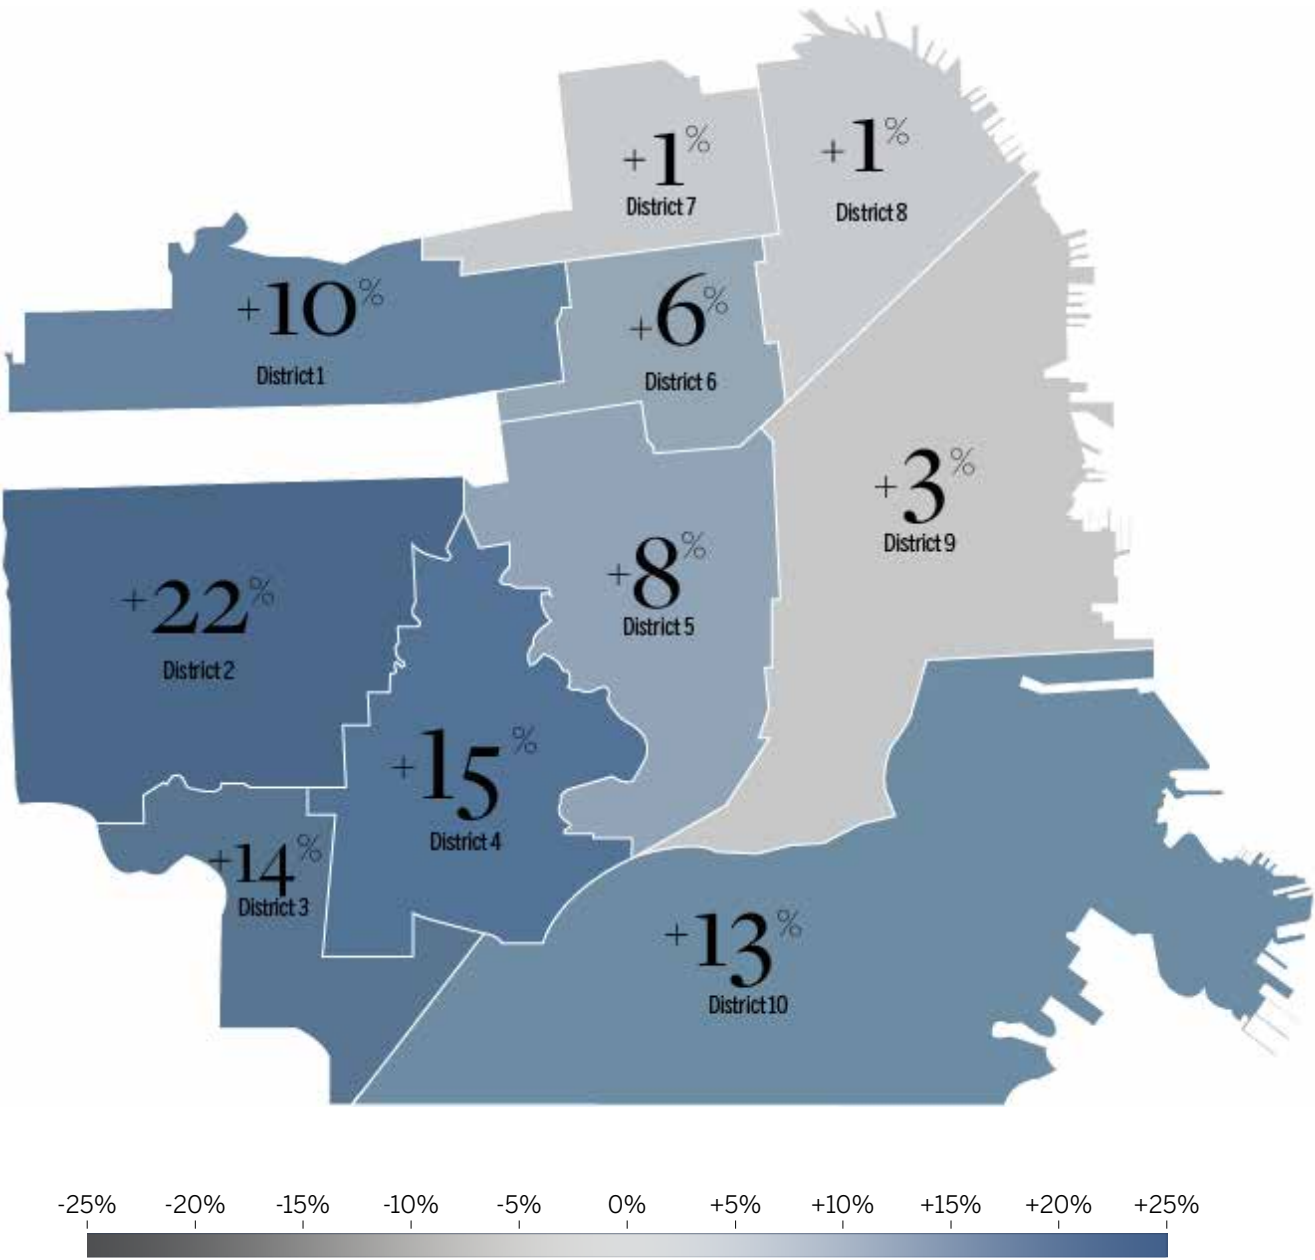 +1%
District 7
+1%
District 8
+10%
District 1
+6%
District 6
+3%
District 9
+8%
District 5
+22%
District 2
+15%
District 4
+14%
District 3
+13%
District 10
-25% -20% -15% -10% -5% 0% +5% +10% +15% +20% +25%